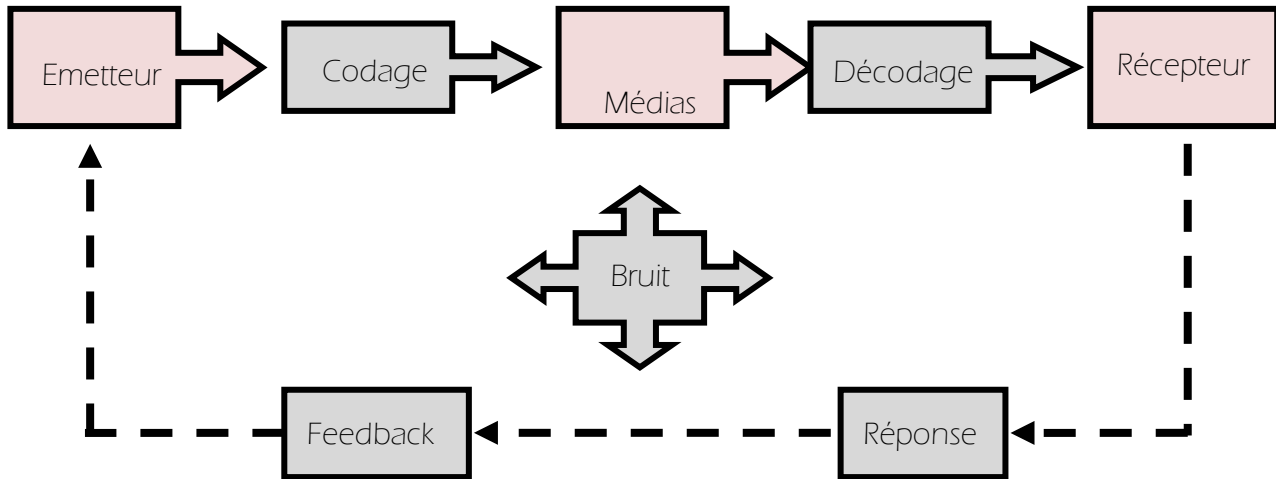 Emetteur
Codage
Médias
Décodage
Récepteur
Bruit
Feedback
Réponse